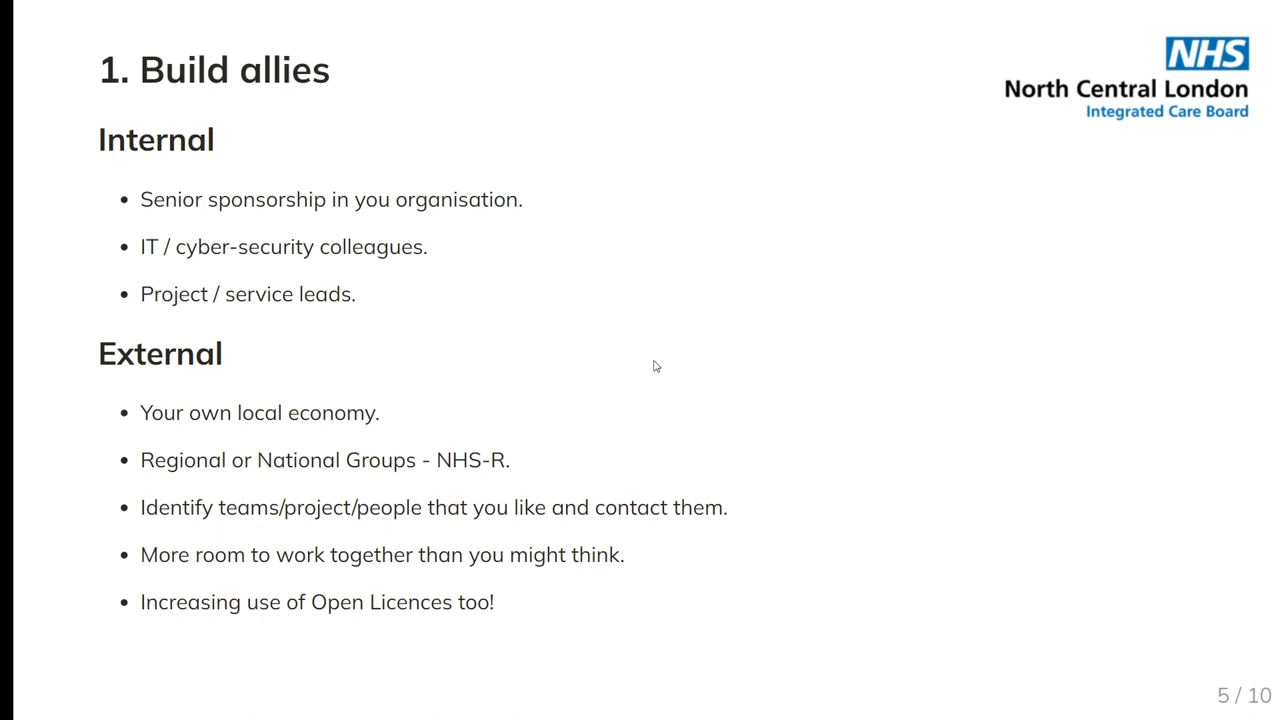 1. Build allies
NHS
North Central London
Integrated Care Board
Internal
• Senior sponsorship in you organisation.
• IT / cyber-security colleagues.
• Project / service leads.
External
• Your own local economy.
• Regional or National Groups - NHS-R.
• Identify teams/project/people that you like and contact them.
• More room to work together than you might think.
• Increasing use of Open Licences too!
5 / 10